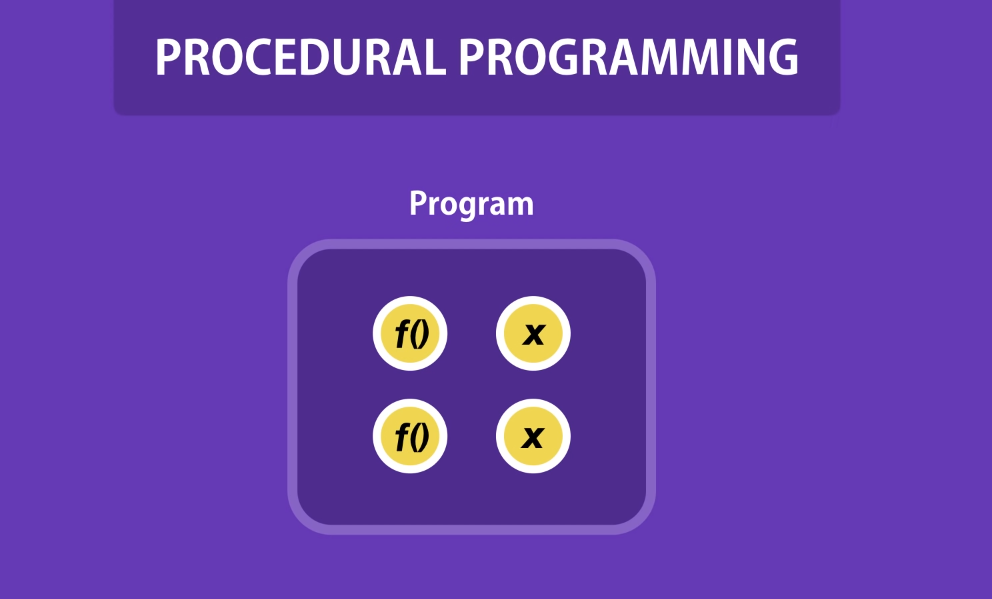 PROCEDURAL PROGRAMMING
Program
f() x
f() x